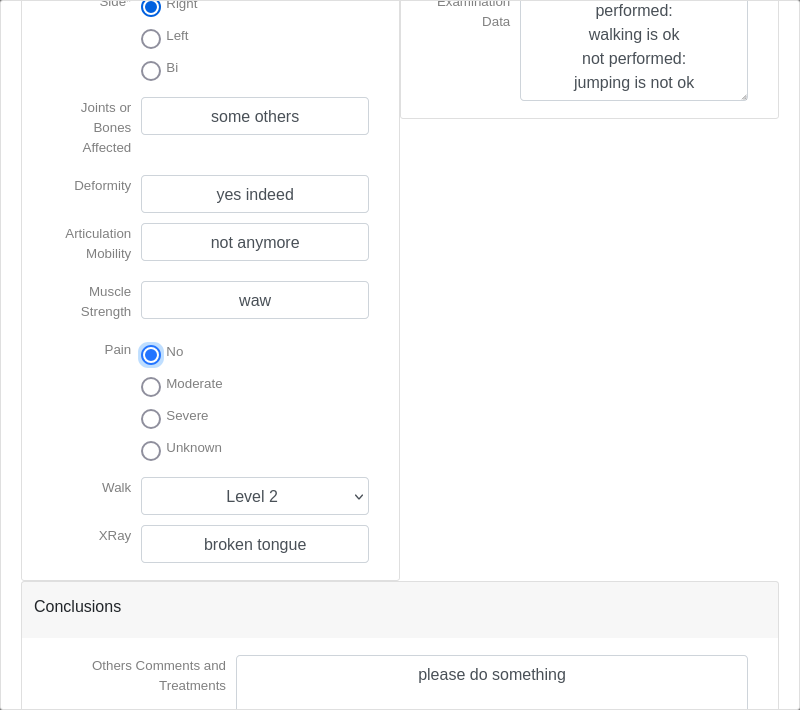 Side*
Right
Left
Bi
Joints or
Bones
Affected
some others
Deformity
yes indeed
Articulation
Mobility
not anymore
Muscle
Strength
waw
Pain
No
Moderate
Severe
Unknown
Walk
Level 2
XRay
broken tongue
Examination
Data
performed:
walking is ok
not performed:
jumping is not ok
Conclusions
Others Comments and
Treatments
please do something